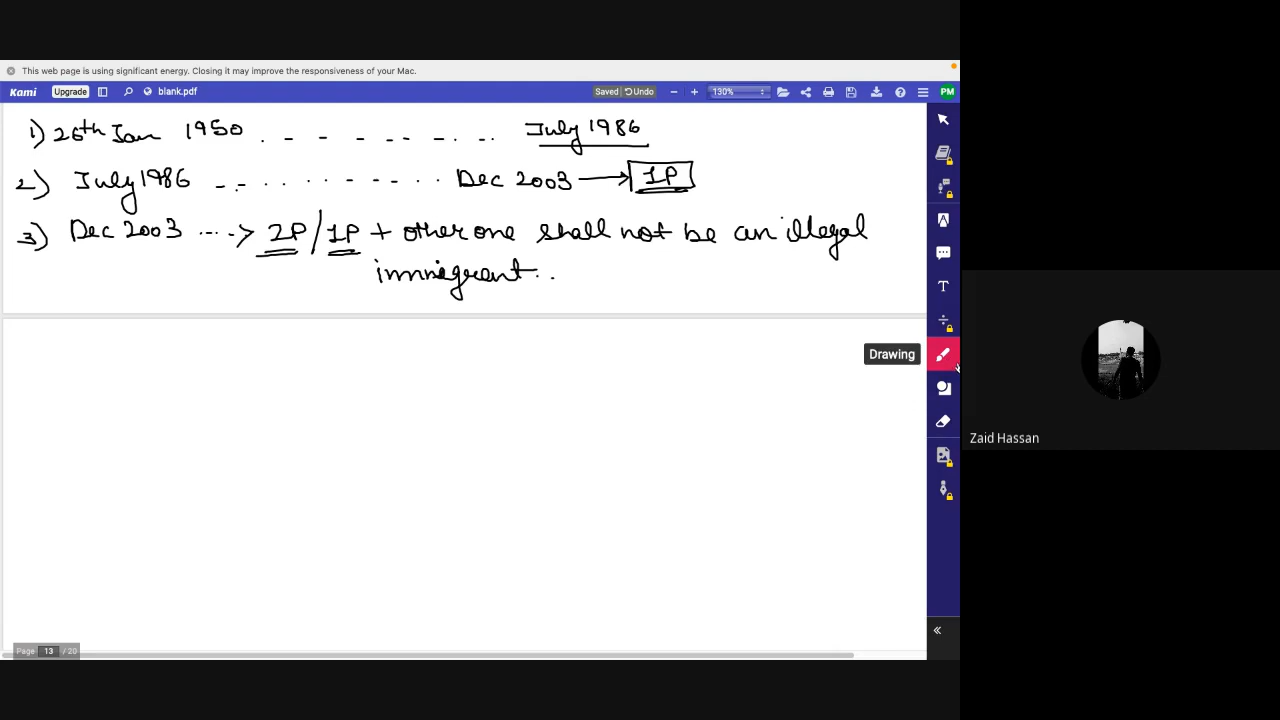 This web page is using significant energy. Closing it may improve the responsiveness of your Mac.
Kami Upgrade blank.pdf Saved Undo 130% PM
1) 26th Jan 1950 . - - - - - . - . July 1986
2) July 1986 - - . . . . - - - . . Dec 2003 → 1P
3) Dec 2003 ...-> 2P / 1P + other one shall not be an illegal
immigrant . .
Drawing
Zaid Hassan
Page 13 / 20